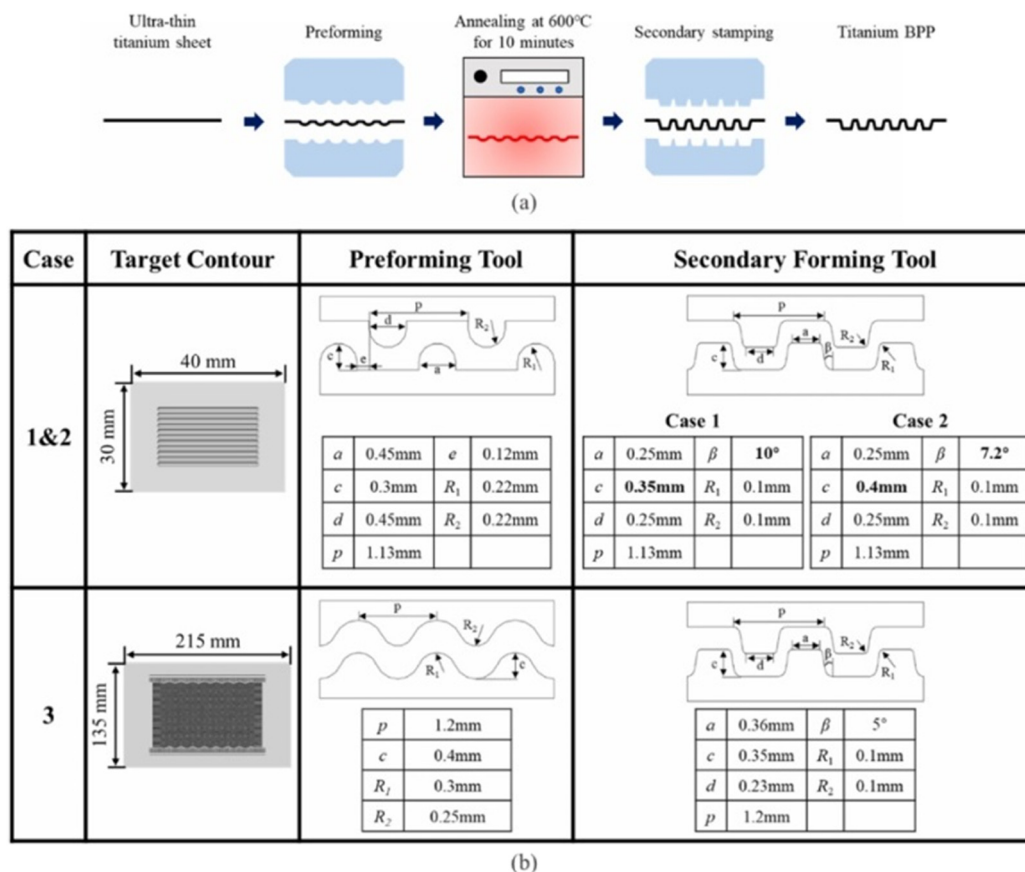 Ultra-thin
titanium sheet
Preforming
Annealing at 600℃
for 10 minutes
Secondary stamping
Titanium BPP
(a)
Case Target Contour Preforming Tool Secondary Forming Tool
1&2
40 mm
30 mm
p
d
R2
c
e
a
R1
a 0.45mm e 0.12mm
c 0.3mm R1 0.22mm
d 0.45mm R2 0.22mm
p 1.13mm
p
a
R2
c
d
β
R1
Case 1
a 0.25mm β 10°
c 0.35mm R1 0.1mm
d 0.25mm R2 0.1mm
p 1.13mm
Case 2
a 0.25mm β 7.2°
c 0.4mm R1 0.1mm
d 0.25mm R2 0.1mm
p 1.13mm
3
215 mm
135 mm
p
R2
R1
c
p 1.2mm
c 0.4mm
R1 0.3mm
R2 0.25mm
p
a
R2
c
d
β
R1
a 0.36mm β 5°
c 0.35mm R1 0.1mm
d 0.23mm R2 0.1mm
p 1.2mm
(b)